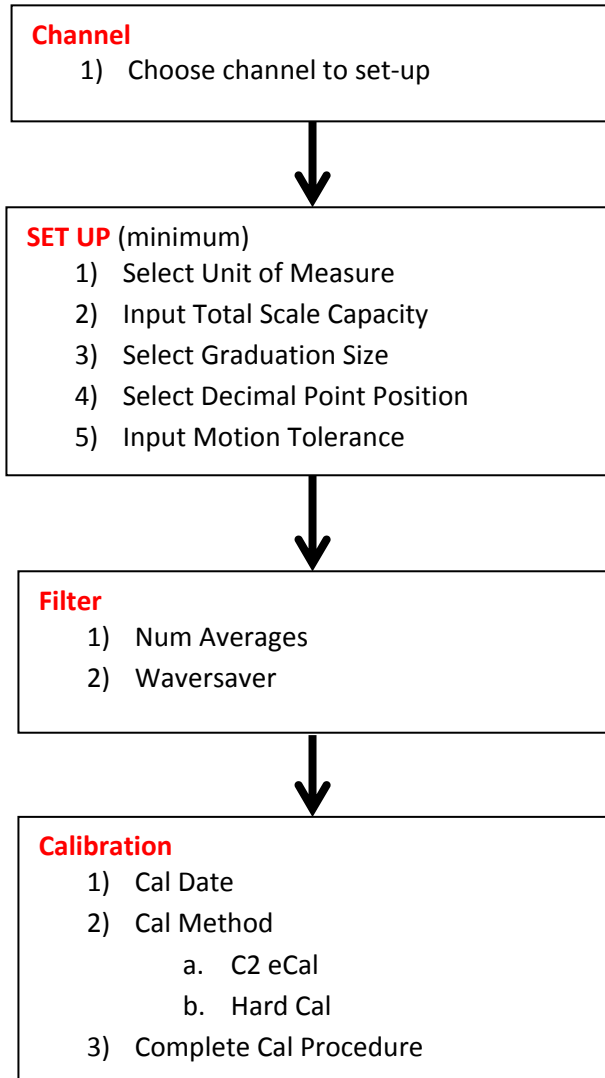 Channel
1) Choose channel to set-up
SET UP (minimum)
1) Select Unit of Measure
2) Input Total Scale Capacity
3) Select Graduation Size
4) Select Decimal Point Position
5) Input Motion Tolerance
Filter
1) Num Averages
2) Waversaver
Calibration
1) Cal Date
2) Cal Method
a. C2 eCal
b. Hard Cal
3) Complete Cal Procedure